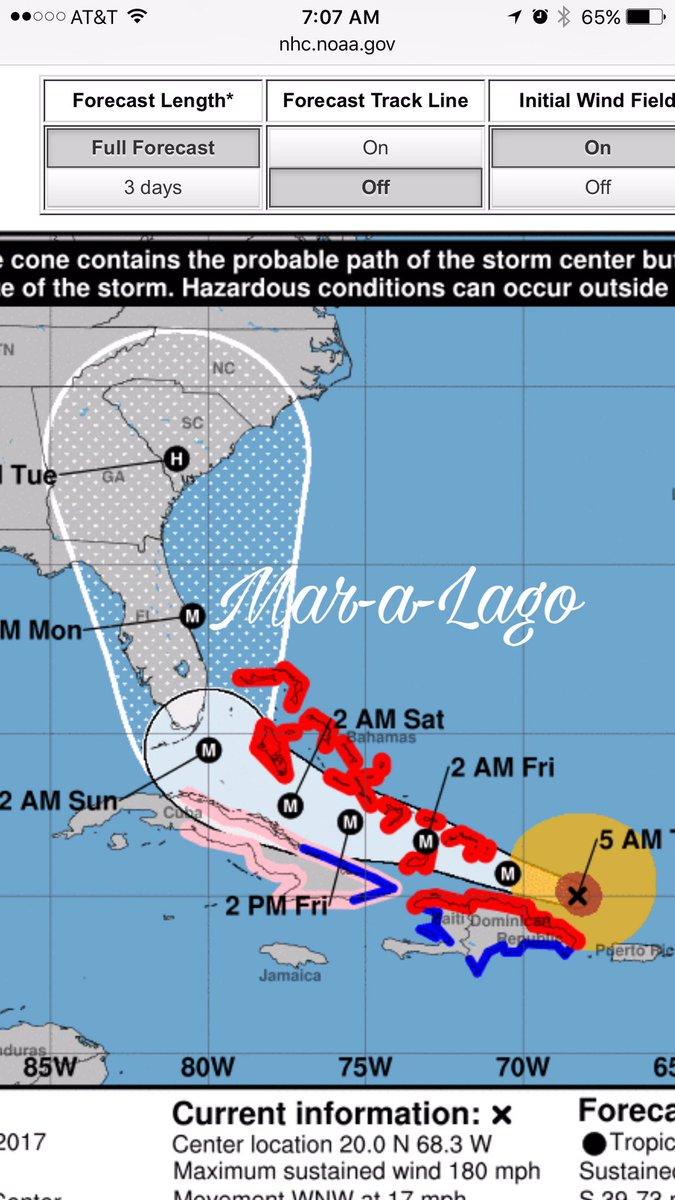 AT&T 7:07 AM 65%
nhc.noaa.gov
Forecast Length* Forecast Track Line Initial Wind Field
Full Forecast On On
3 days Off Off
e cone contains the probable path of the storm center but
ze of the storm. Hazardous conditions can occur outside
TN
NC
SC
H
Tue
GA
Mar-a-Lago
FL
M
M Mon
2 AM Sat
Bahamas
M
2 AM Fri
2 AM Sun
M
Cuba
M
M
5 AM T
M
2 PM Fri
Haiti Dominican
Republic
Puerto Ric
Jamaica
nduras
85W 80W 75W 70W 65
Current information: × Foreca
2017 Center location 20.0 N 68.3 W Tropic
Maximum sustained wind 180 mph Sustained
Center Movement WNW at 17 mph S 39-73 m